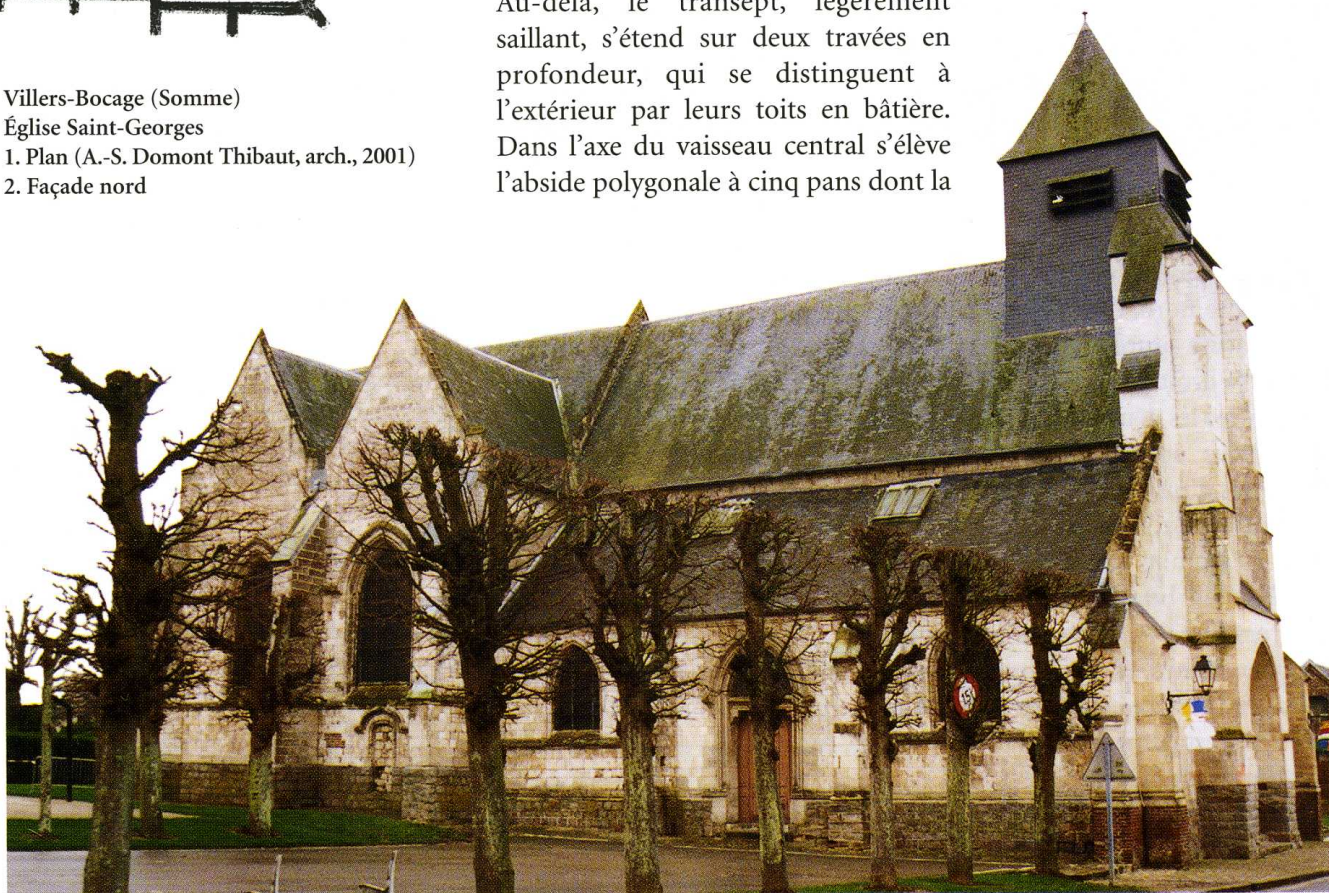 Villers-Bocage (Somme)
Église Saint-Georges
1. Plan (A.-S. Domont Thibaut, arch., 2001)
2. Façade nord
Au-delà, le transept, légèrement
saillant, s'étend sur deux travées en
profondeur, qui se distinguent à
l'extérieur par leurs toits en bâtière.
Dans l'axe du vaisseau central s'élève
l'abside polygonale à cinq pans dont la